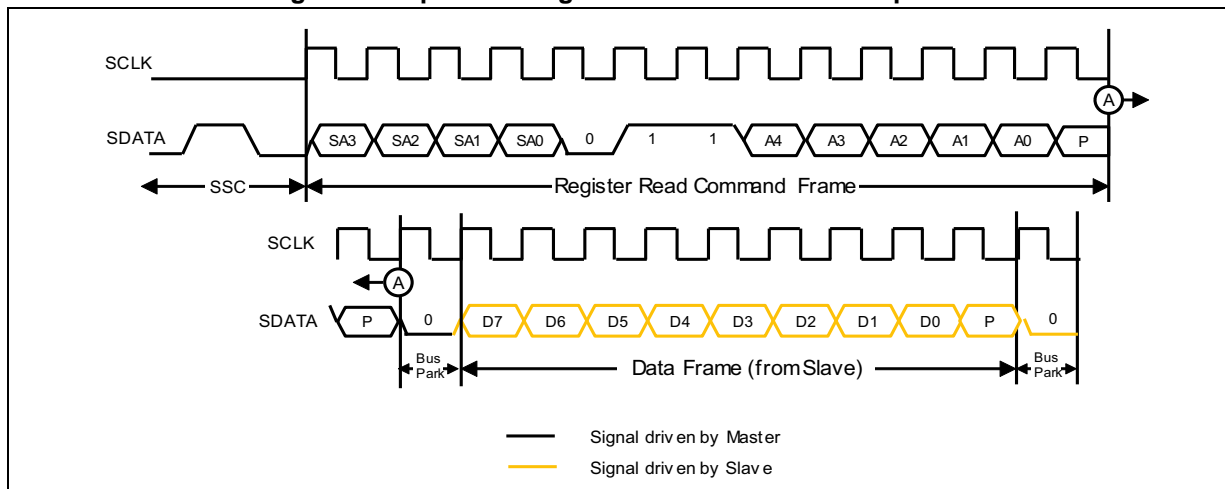 SCLK
A
SDATA SA3 SA2 SA1 SA0 0 1 1 A4 A3 A2 A1 A0 P
SSC Register Read Command Frame
SCLK
A
SDATA P 0 D7 D6 D5 D4 D3 D2 D1 D0 P 0
Bus Park Data Frame (from Slave) Bus Park
Signal driven by Master
Signal driven by Slave